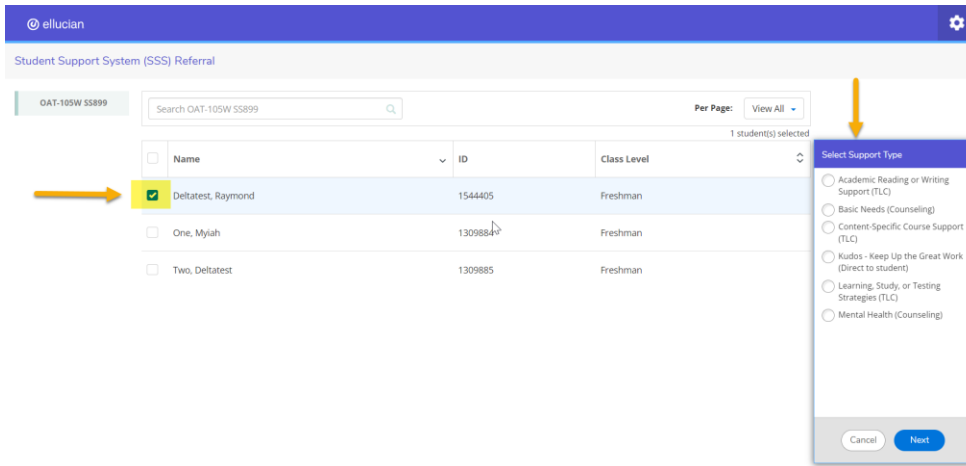 ellucian
Student Support System (SSS) Referral
OAT-105W SS899
Search OAT-105W SS899
Per Page: View All
1 student(s) selected
Name ID Class Level
Deltatest, Raymond 1544405 Freshman
One, Myiah 1309884 Freshman
Two, Deltatest 1309885 Freshman
Select Support Type
Academic Reading or Writing
Support (TLC)
Basic Needs (Counseling)
Content-Specific Course Support
(TLC)
Kudos - Keep Up the Great Work
(Direct to student)
Learning, Study, or Testing
Strategies (TLC)
Mental Health (Counseling)
Cancel Next